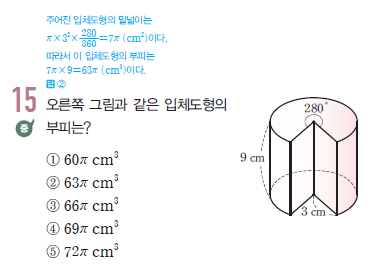 주어진 입체도형의 밑넓이는
π×3²×280/360=7π (cm²)이다.
따라서 이 입체도형의 부피는
7π×9=63π (cm³)이다.
답 ②
15 오른쪽 그림과 같은 입체도형의
중 부피는?
① 60π cm³
② 63π cm³
③ 66π cm³
④ 69π cm³
⑤ 72π cm³
280°
9 cm
3 cm